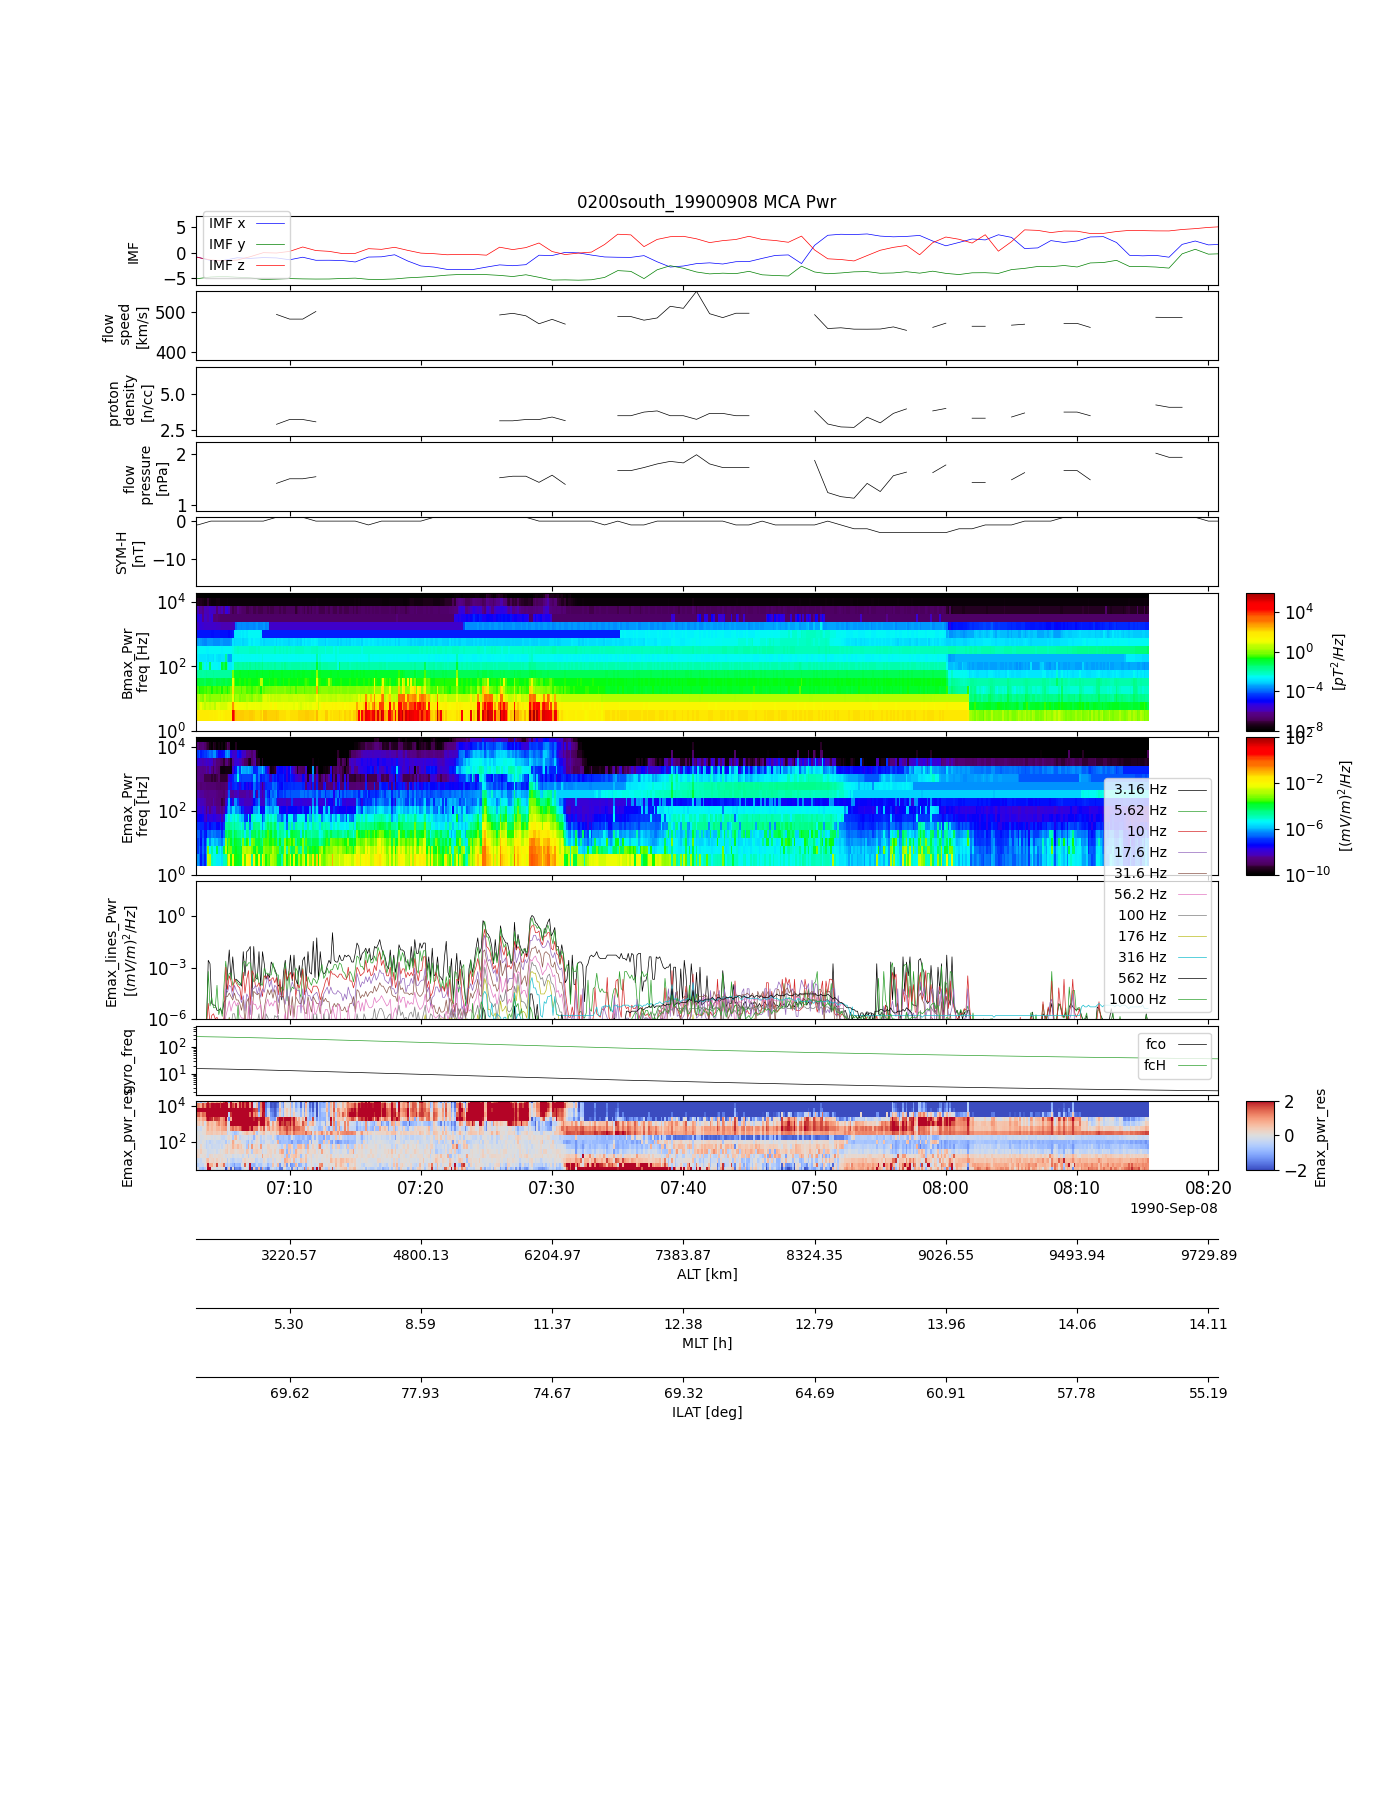 0200south_19900908 MCA Pwr
IMF
5
0
−5
IMF x
IMF y
IMF z
flow
speed
[km/s]
500
400
proton
density
[n/cc]
5.0
2.5
flow
pressure
[nPa]
2
1
SYM-H
[nT]
0
−10
Bmax_Pwr
freq [Hz]
10^4
10^2
10^0
10^4
10^0
10^−4
10^−8
[pT^2/Hz]
Emax_Pwr
freq [Hz]
10^4
10^2
10^0
10^2
10^−2
10^−6
10^−10
[(mV/m)^2/Hz]
Emax_lines_Pwr
[(mV/m)^2/Hz]
10^0
10^−3
10^−6
3.16 Hz
5.62 Hz
10 Hz
17.6 Hz
31.6 Hz
56.2 Hz
100 Hz
176 Hz
316 Hz
562 Hz
1000 Hz
gyro_freq
10^2
10^1
fco
fcH
Emax_pwr_res
10^4
10^2
2
0
−2
Emax_pwr_res
07:10 07:20 07:30 07:40 07:50 08:00 08:10 08:20
1990-Sep-08
3220.57 4800.13 6204.97 7383.87 8324.35 9026.55 9493.94 9729.89
ALT [km]
5.30 8.59 11.37 12.38 12.79 13.96 14.06 14.11
MLT [h]
69.62 77.93 74.67 69.32 64.69 60.91 57.78 55.19
ILAT [deg]